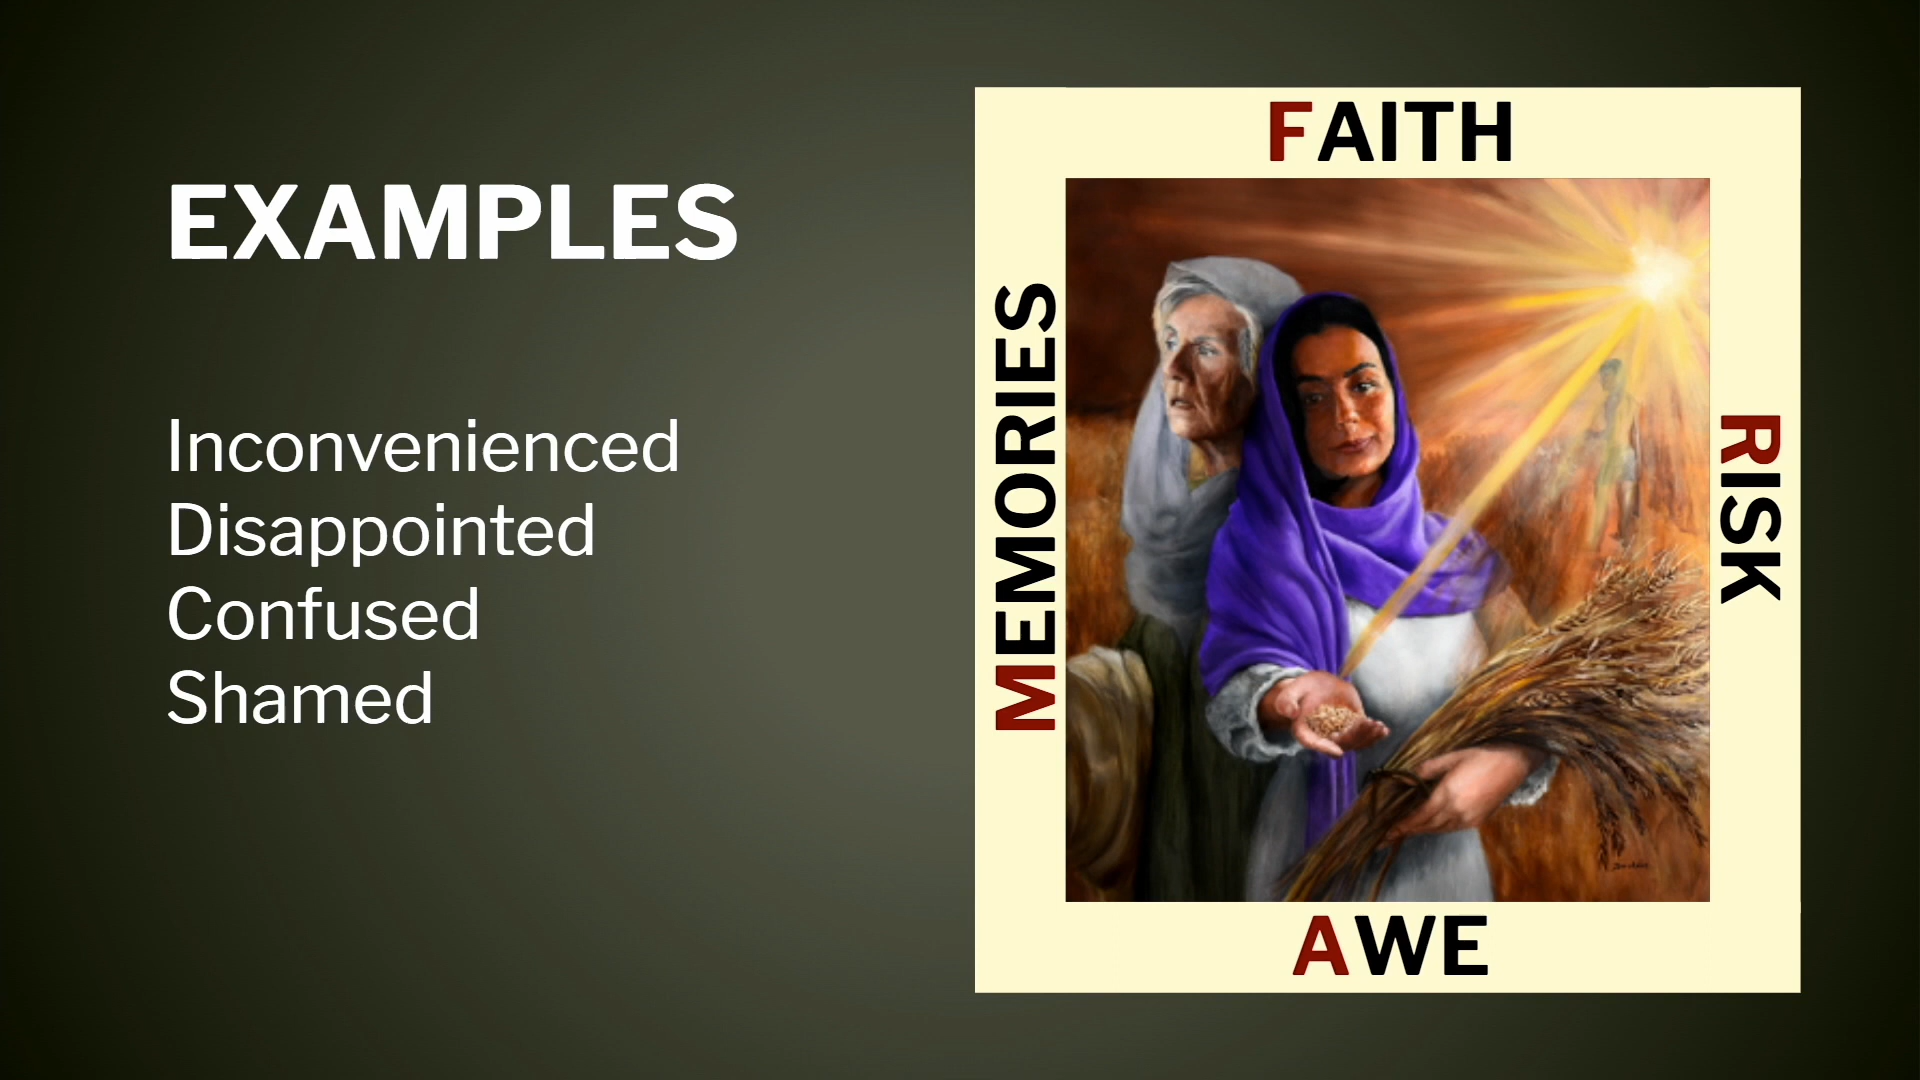 EXAMPLES
Inconvenienced
Disappointed
Confused
Shamed
FAITH
RISK
AWE
MEMORIES